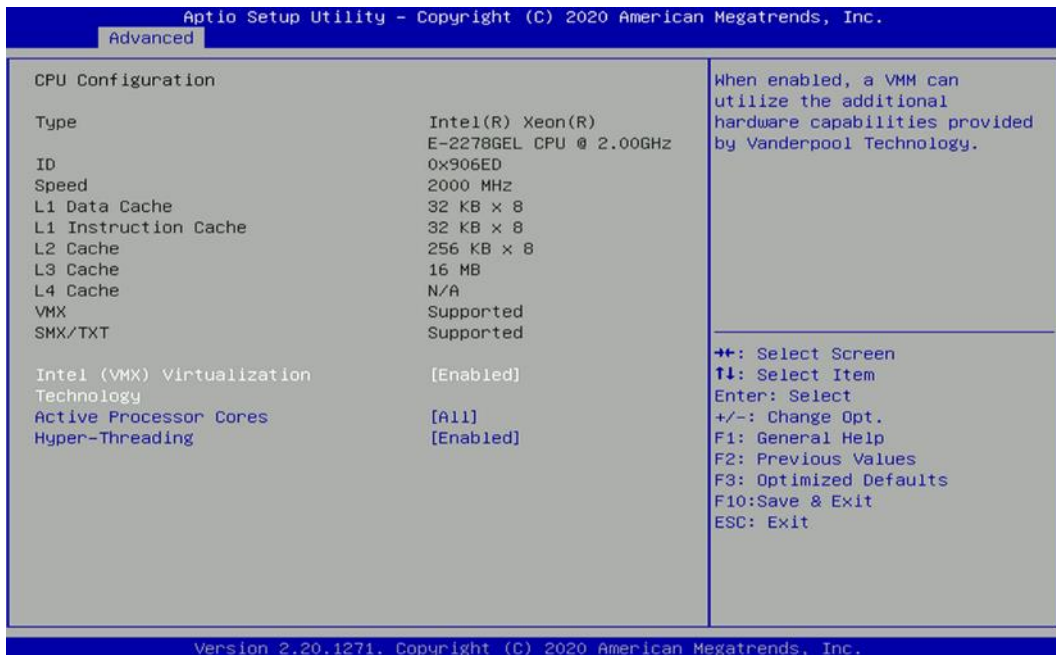 Aptio Setup Utility – Copyright (C) 2020 American Megatrends, Inc.
Advanced
CPU Configuration
Type Intel(R) Xeon(R)
E-2278GEL CPU @ 2.00GHz
ID 0x906ED
Speed 2000 MHz
L1 Data Cache 32 KB x 8
L1 Instruction Cache 32 KB x 8
L2 Cache 256 KB x 8
L3 Cache 16 MB
L4 Cache N/A
VMX Supported
SMX/TXT Supported
Intel (VMX) Virtualization [Enabled]
Technology
Active Processor Cores [All]
Hyper-Threading [Enabled]
When enabled, a VMM can
utilize the additional
hardware capabilities provided
by Vanderpool Technology.
→←: Select Screen
↑↓: Select Item
Enter: Select
+/-: Change Opt.
F1: General Help
F2: Previous Values
F3: Optimized Defaults
F10:Save & Exit
ESC: Exit
Version 2.20.1271. Copyright (C) 2020 American Megatrends, Inc.